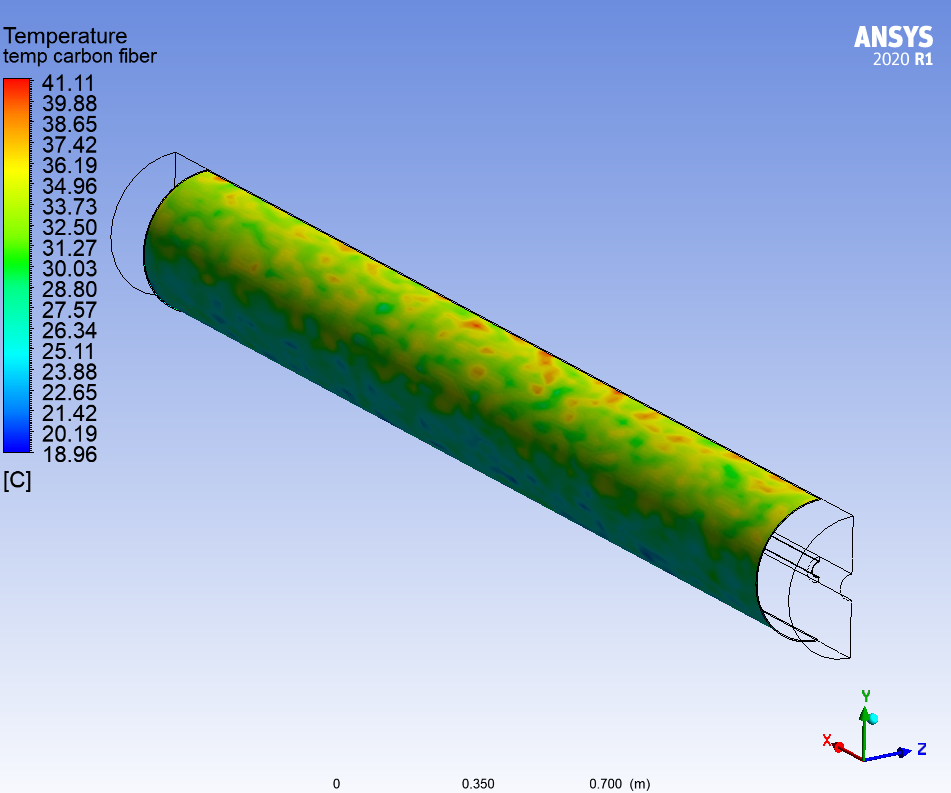 Temperature
temp carbon fiber
41.11
39.88
38.65
37.42
36.19
34.96
33.73
32.50
31.27
30.03
28.80
27.57
26.34
25.11
23.88
22.65
21.42
20.19
18.96
[C]
ANSYS
2020 R1
Y
X
Z
0 0.350 0.700 (m)